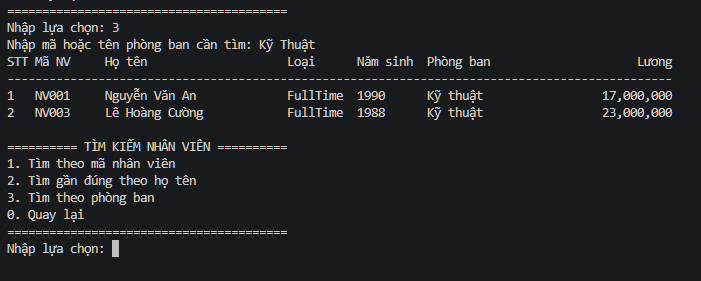 ========================================
Nhập lựa chọn: 3
Nhập mã hoặc tên phòng ban cần tìm: Kỹ Thuật
STT Mã NV     Họ tên                    Loại      Năm sinh  Phòng ban                     Lương
-----------------------------------------------------------------------------------------------
1   NV001     Nguyễn Văn An             FullTime  1990      Kỹ thuật                 17,000,000
2   NV003     Lê Hoàng Cường            FullTime  1988      Kỹ thuật                 23,000,000
========== TÌM KIẾM NHÂN VIÊN ==========
1. Tìm theo mã nhân viên
2. Tìm gần đúng theo họ tên
3. Tìm theo phòng ban
0. Quay lại
========================================
Nhập lựa chọn: